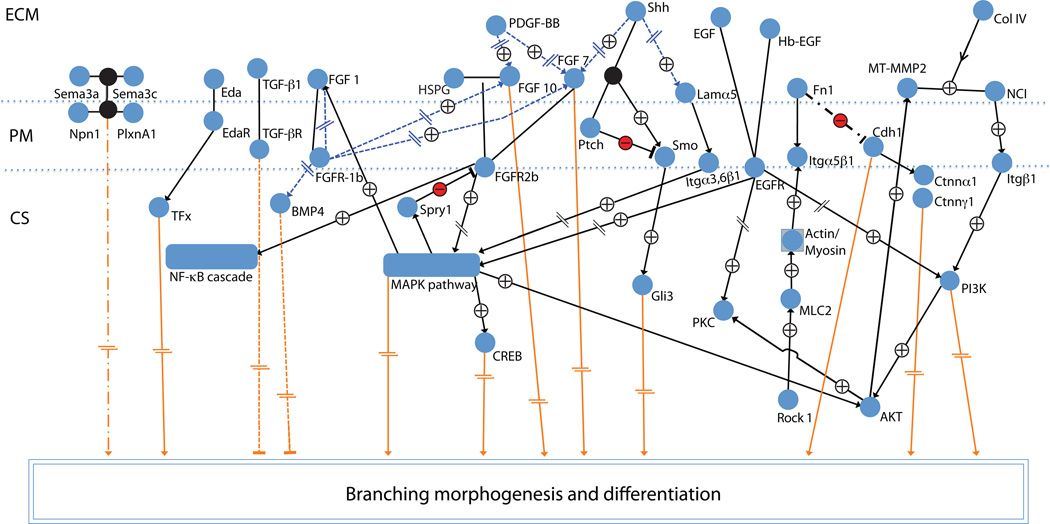 ECM
PM
CS
Sema3a
Sema3c
Npn1
PlxnA1
Eda
EdaR
TFx
TGF-β1
TGF-βR
FGF 1
FGFR-1b
BMP4
NF-κB cascade
HSPG
PDGF-BB
FGF 10
FGF 7
FGFR2b
Spry1
MAPK pathway
CREB
Shh
Ptch
Smo
Gli3
Lamα5
Itgα3,6β1
EGF
Hb-EGF
EGFR
PKC
Fn1
Itgα5β1
Actin/
Myosin
MLC2
Rock 1
Cdh1
Ctnnα1
Ctnnγ1
MT-MMP2
Col IV
NCI
Itgβ1
PI3K
AKT
Branching morphogenesis and differentiation